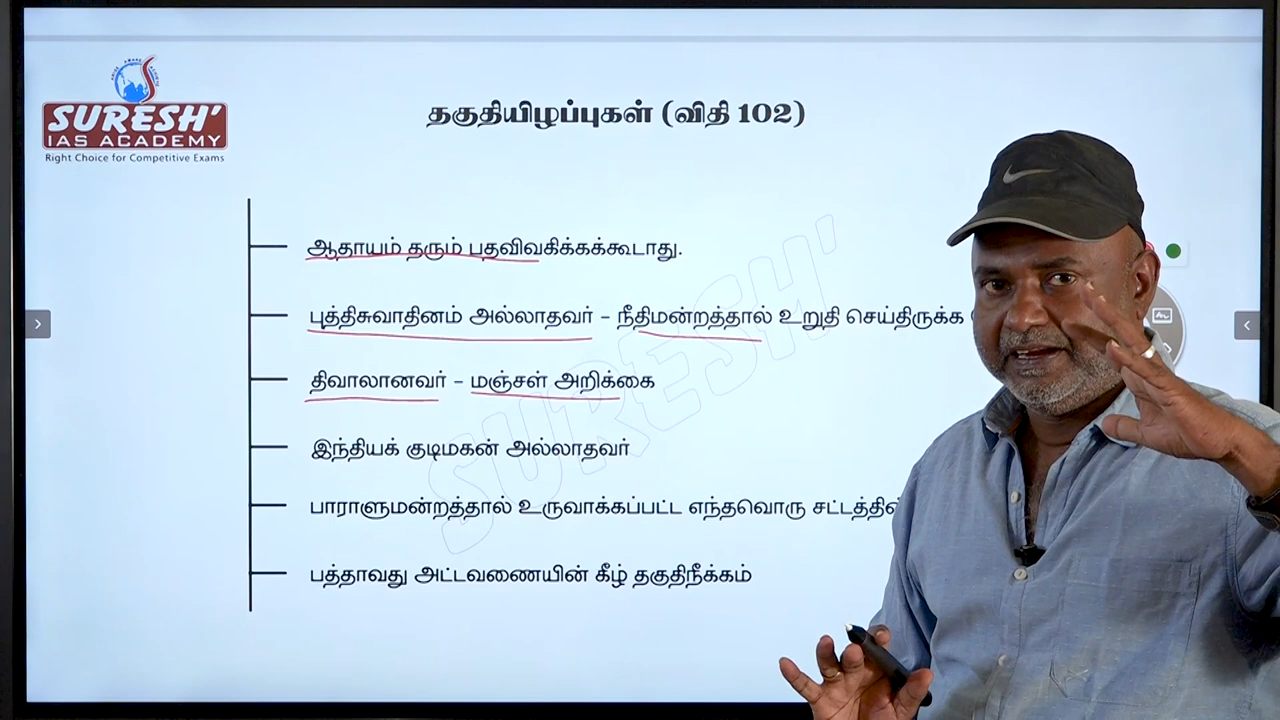 SURESH'
IAS ACADEMY
Right Choice for Competitive Exams
தகுதியிழப்புகள் (விதி 102)
ஆதாயம் தரும் பதவிவகிக்கக்கூடாது.
புத்திசுவாதினம் அல்லாதவர் – நீதிமன்றத்தால் உறுதி செய்திருக்க
திவாலானவர் – மஞ்சள் அறிக்கை
இந்தியக் குடிமகன் அல்லாதவர்
பாராளுமன்றத்தால் உருவாக்கப்பட்ட எந்தவொரு
பத்தாவது அட்டவணையின் கீழ் தகுதிநீக்கம்
SURESH'